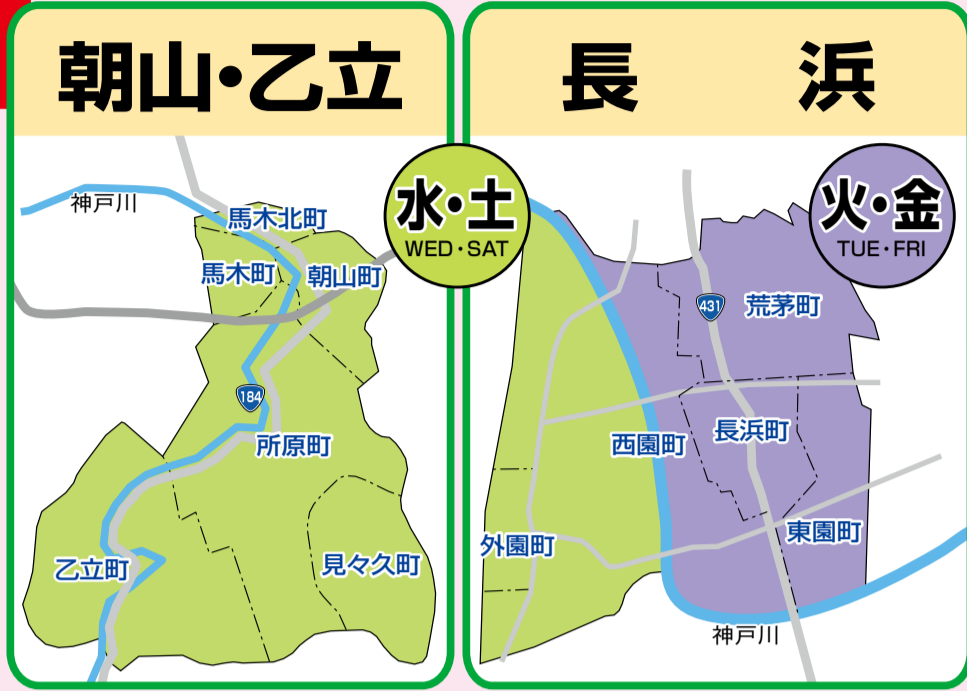 朝山・乙立
水・土
WED・SAT
神戸川
馬木北町
馬木町
朝山町
184
所原町
乙立町
見々久町
長 浜
火・金
TUE・FRI
431
荒茅町
西園町
長浜町
外園町
東園町
神戸川